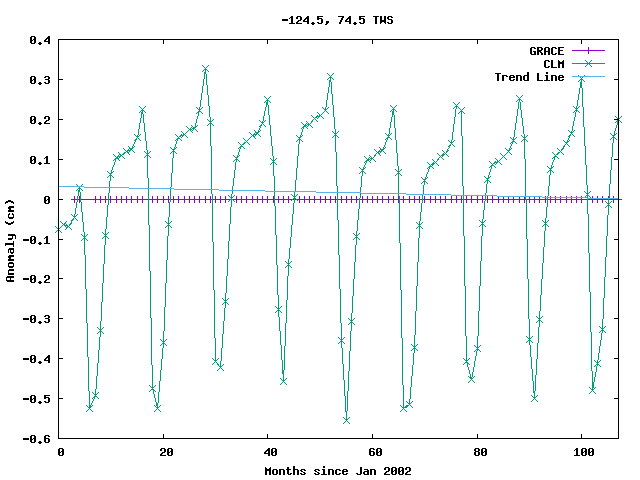 -124.5, 74.5 TWS
GRACE
CLM
Trend Line
0.4
0.3
0.2
0.1
0
-0.1
-0.2
-0.3
-0.4
-0.5
-0.6
Anomaly (cm)
0 20 40 60 80 100
Months since Jan 2002